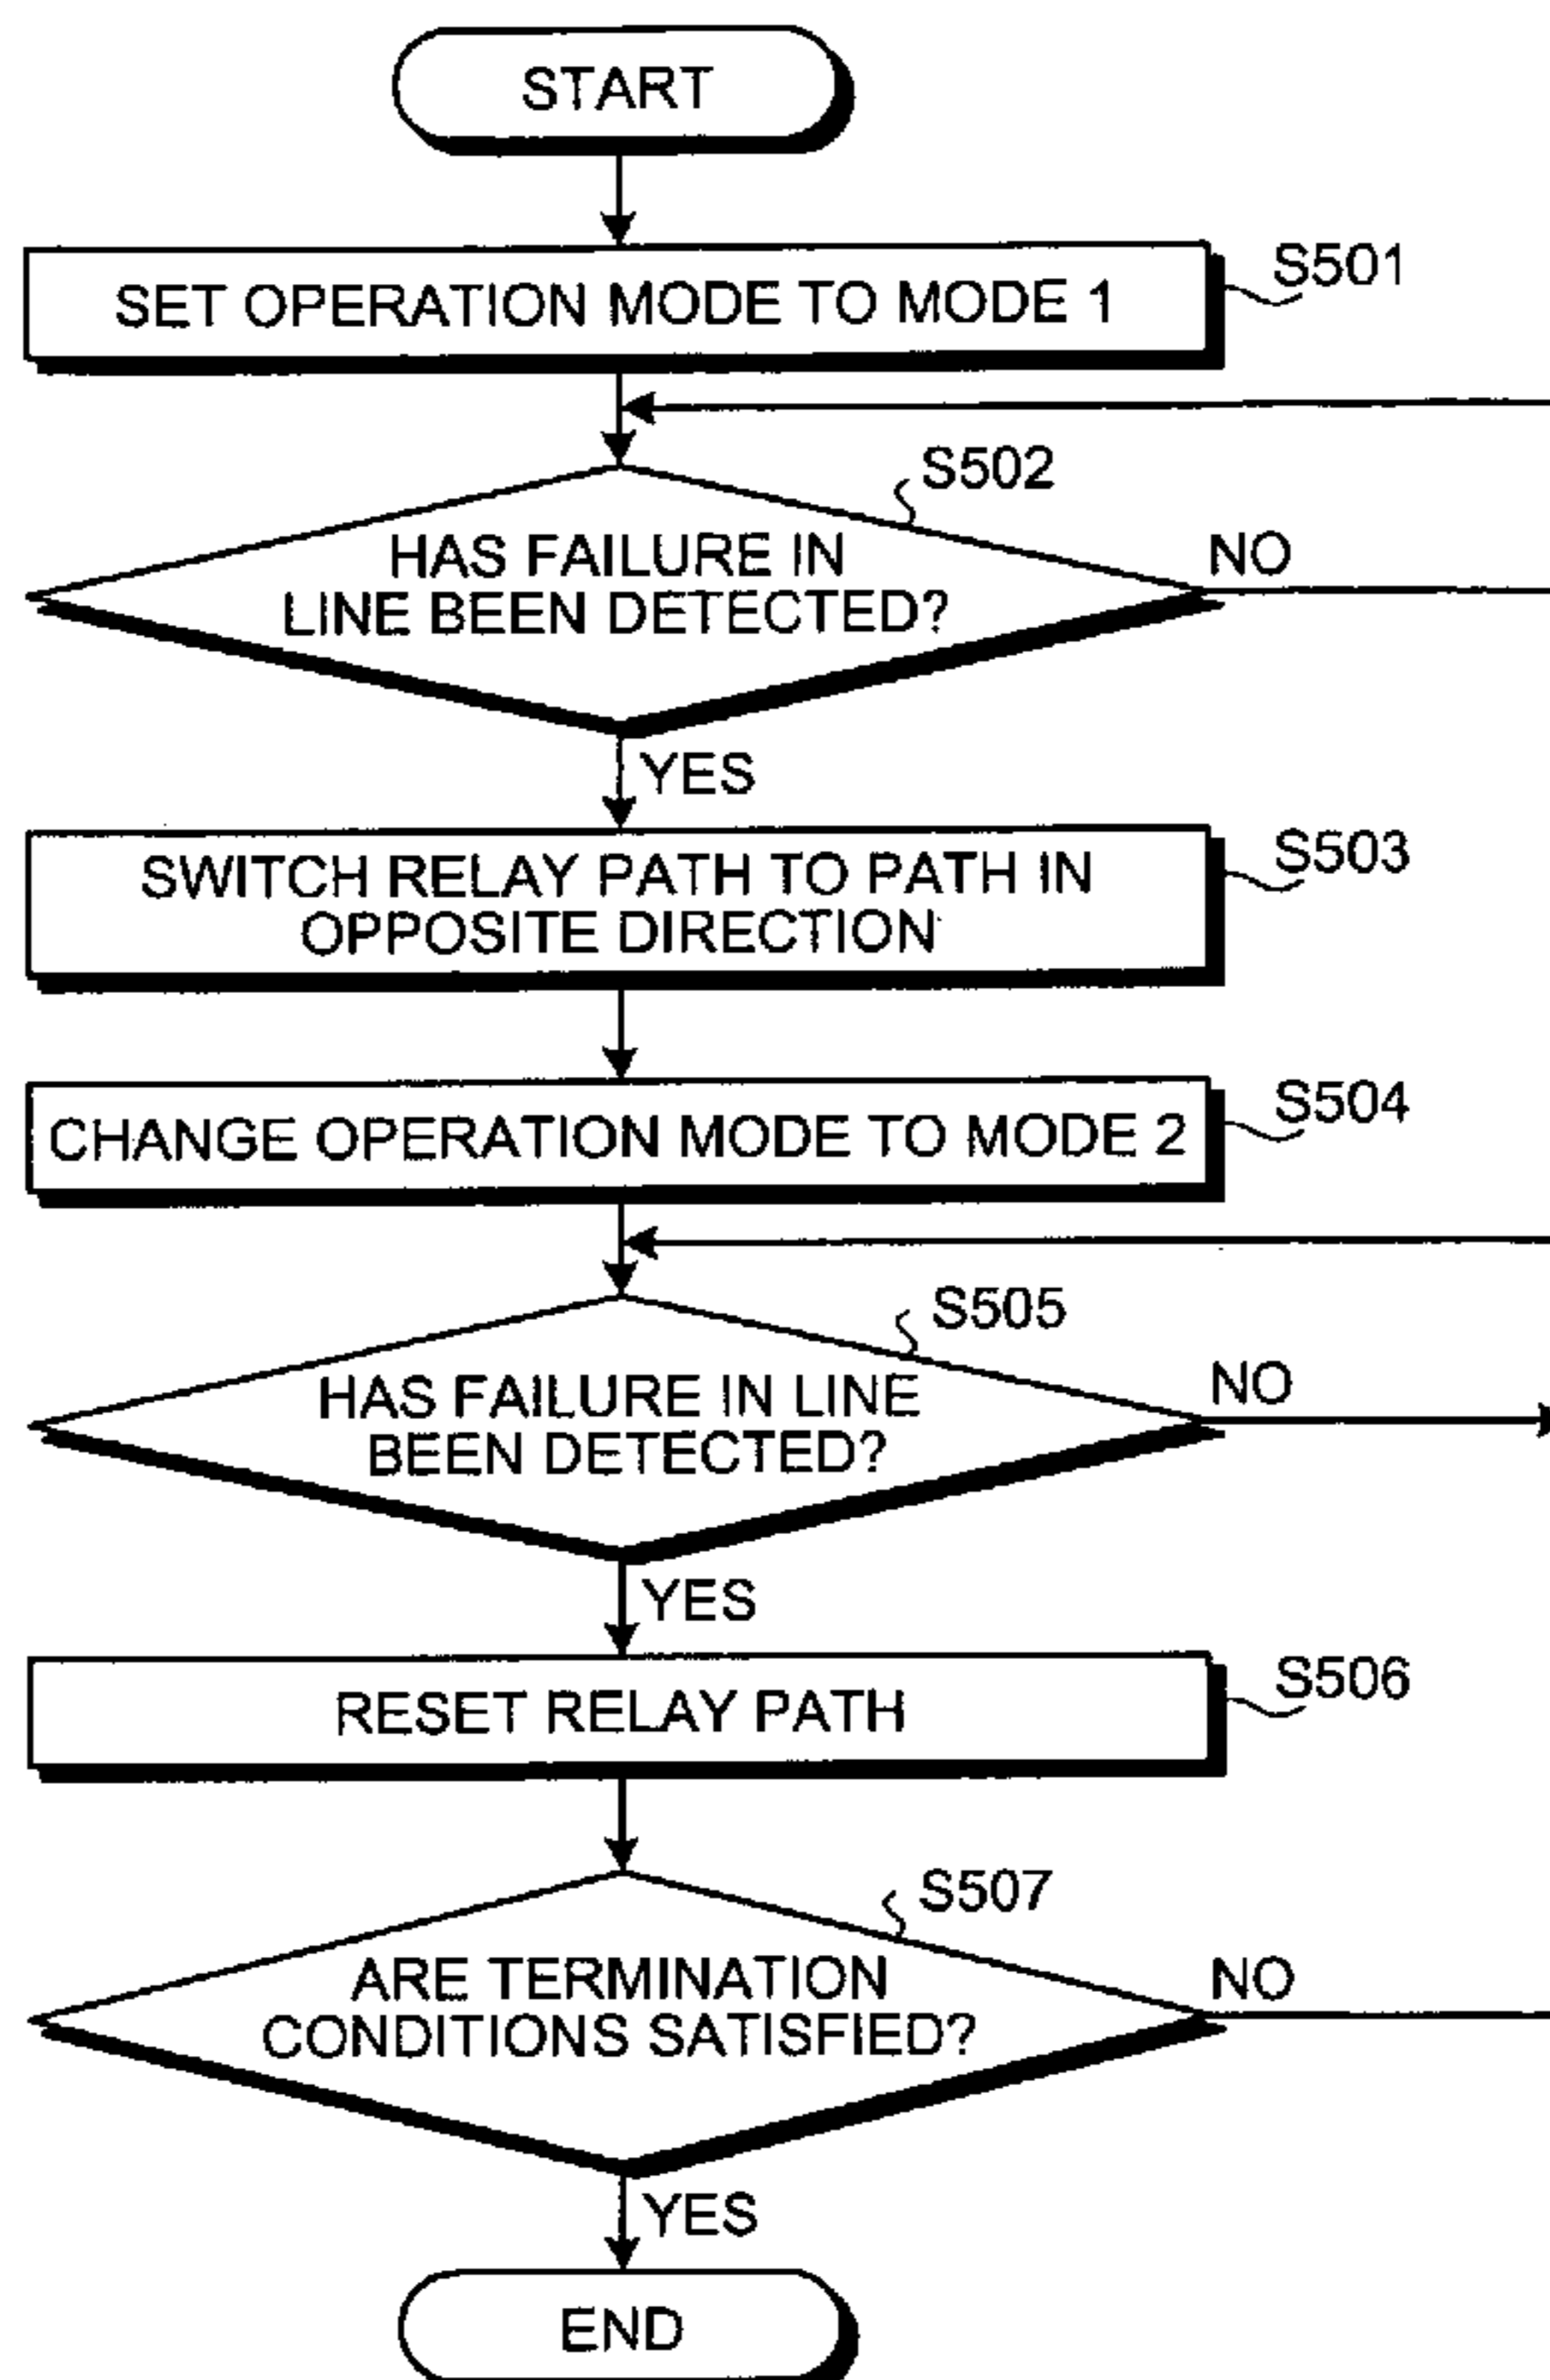 START
SET OPERATION MODE TO MODE 1
S501
S502
HAS FAILURE IN
LINE BEEN DETECTED?
NO
YES
SWITCH RELAY PATH TO PATH IN
OPPOSITE DIRECTION
S503
CHANGE OPERATION MODE TO MODE 2
S504
S505
HAS FAILURE IN LINE
BEEN DETECTED?
NO
YES
RESET RELAY PATH
S506
S507
ARE TERMINATION
CONDITIONS SATISFIED?
NO
YES
END